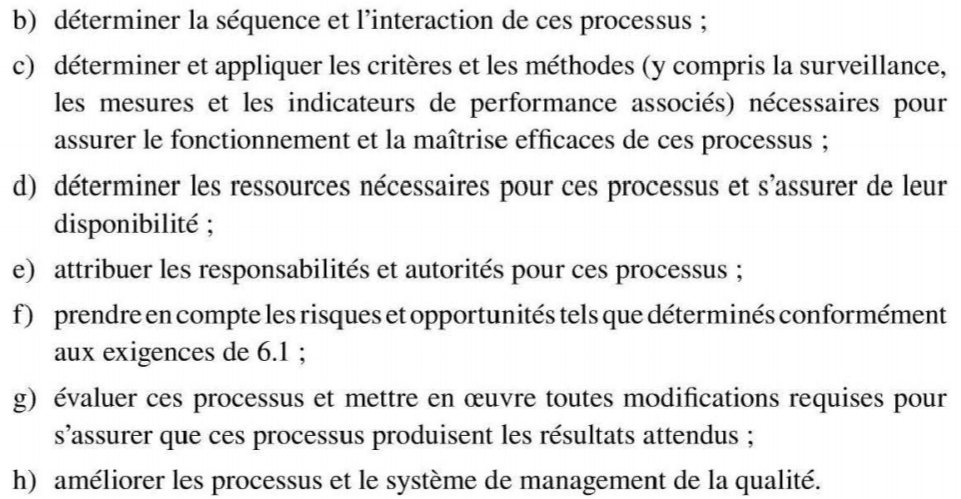 b) déterminer la séquence et l’interaction de ces processus ;
c) déterminer et appliquer les critères et les méthodes (y compris la surveillance,
les mesures et les indicateurs de performance associés) nécessaires pour
assurer le fonctionnement et la maîtrise efficaces de ces processus ;
d) déterminer les ressources nécessaires pour ces processus et s’assurer de leur
disponibilité ;
e) attribuer les responsabilités et autorités pour ces processus ;
f) prendre en compte les risques et opportunités tels que déterminés conformément
aux exigences de 6.1 ;
g) évaluer ces processus et mettre en œuvre toutes modifications requises pour
s’assurer que ces processus produisent les résultats attendus ;
h) améliorer les processus et le système de management de la qualité.